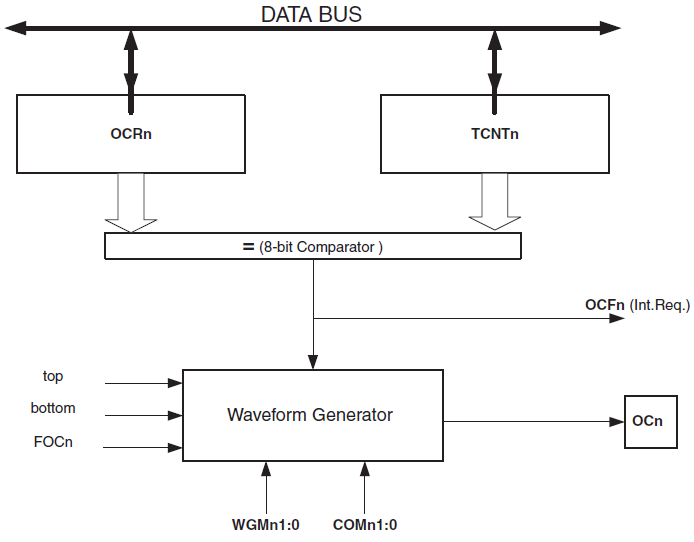 DATA BUS
OCRn
TCNTn
= (8-bit Comparator )
OCFn (Int.Req.)
top
bottom
FOCn
Waveform Generator
OCn
WGMn1:0
COMn1:0